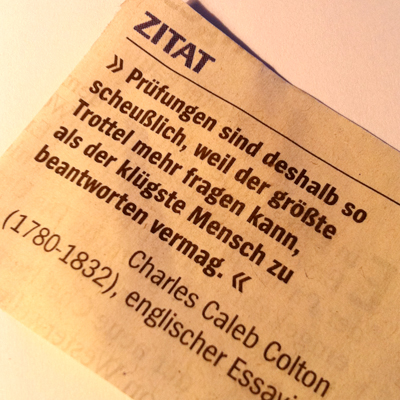 ZITAT
» Prüfungen sind deshalb so
scheußlich, weil der größte
Trottel mehr fragen kann,
als der klügste Mensch zu
beantworten vermag. «
Charles Caleb Colton
(1780-1832), englischer